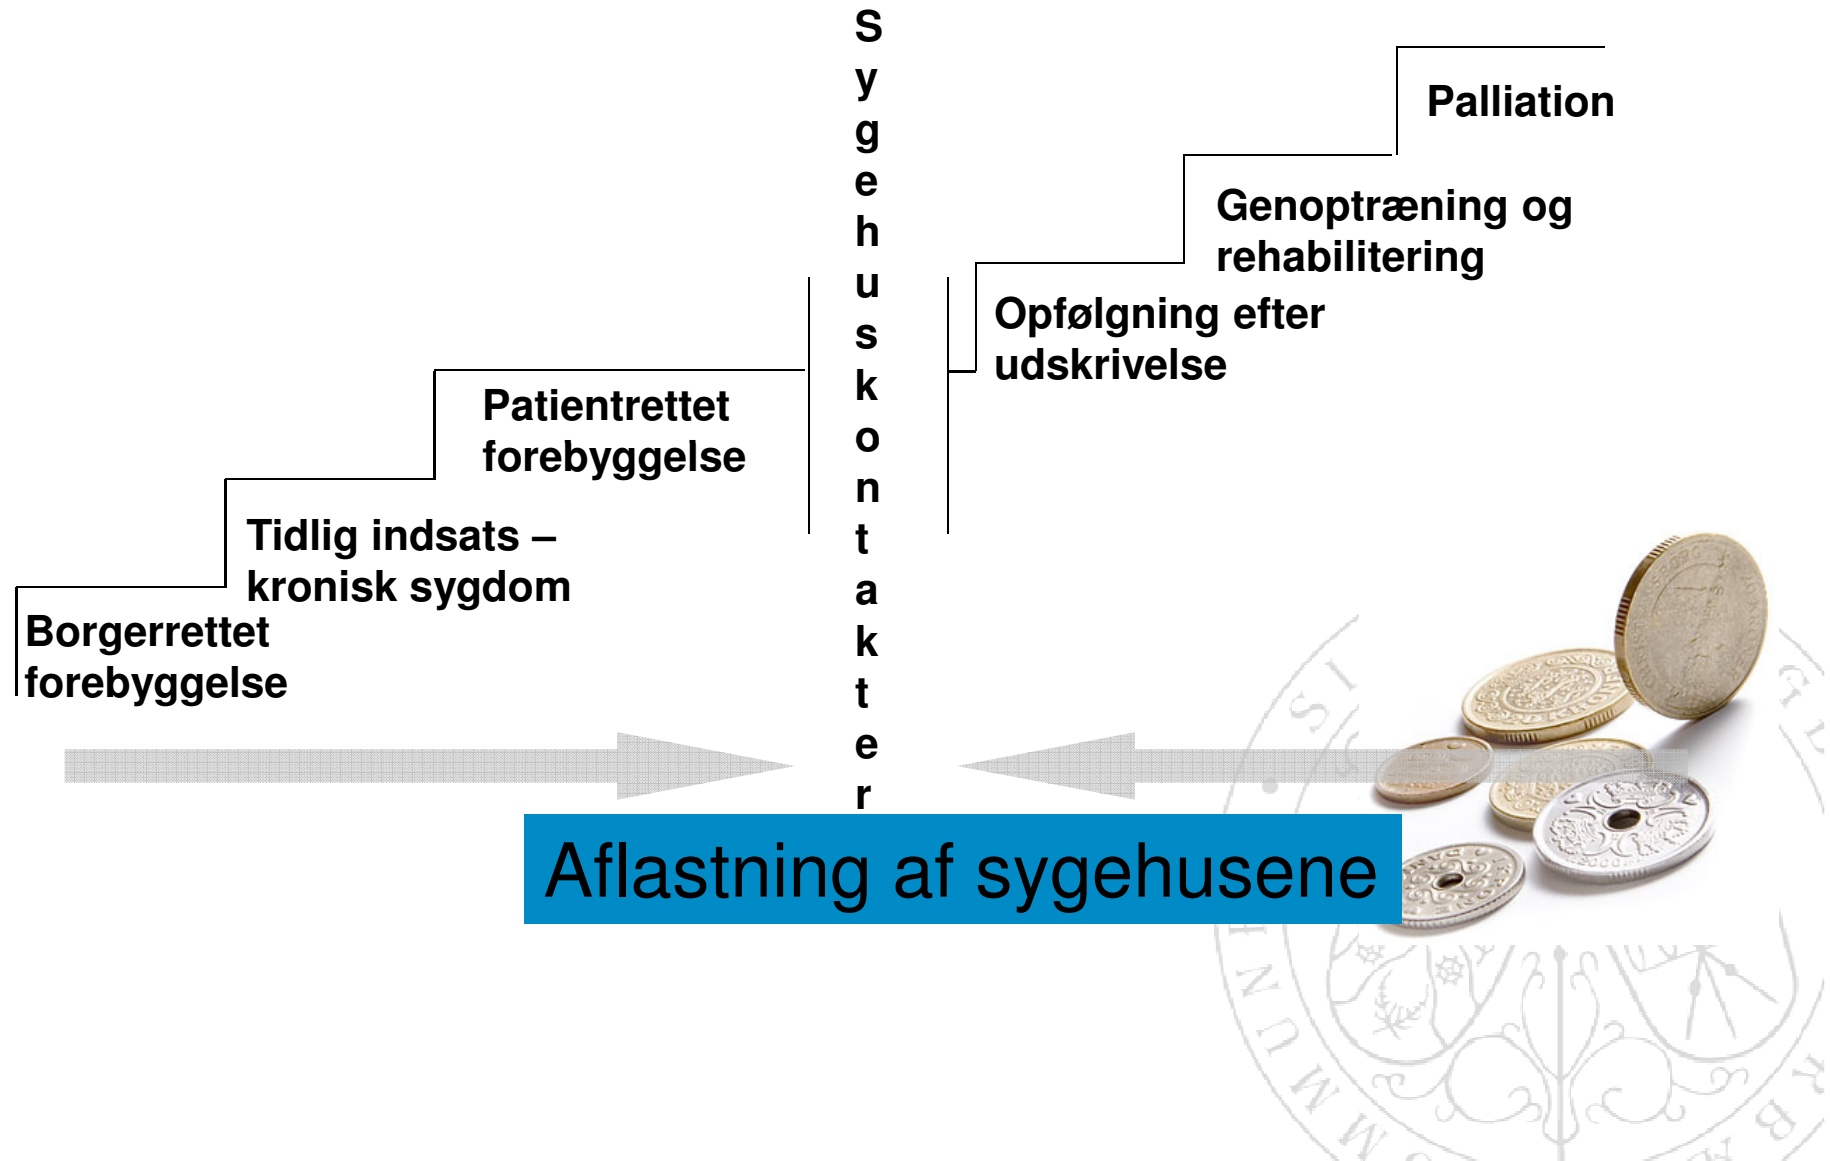 Sygehuskontakter
Palliation
Genoptræning og
rehabilitering
Opfølgning efter
udskrivelse
Patientrettet
forebyggelse
Tidlig indsats –
kronisk sygdom
Borgerrettet
forebyggelse
Aflastning af sygehusene